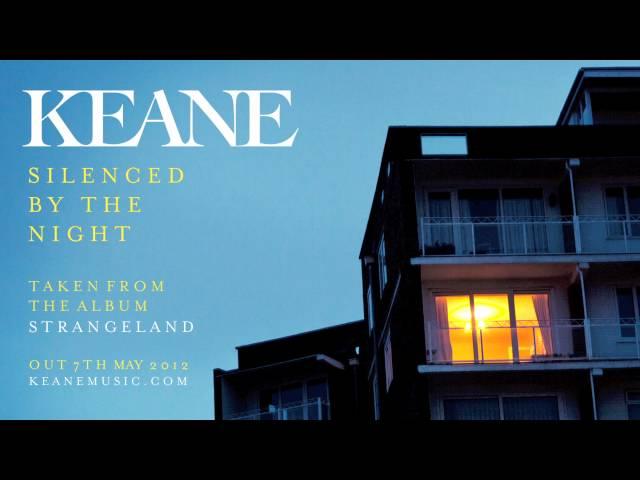 KEANE
SILENCED
BY THE
NIGHT
TAKEN FROM
THE ALBUM
STRANGELAND
OUT 7TH MAY 2012
KEANEMUSIC.COM